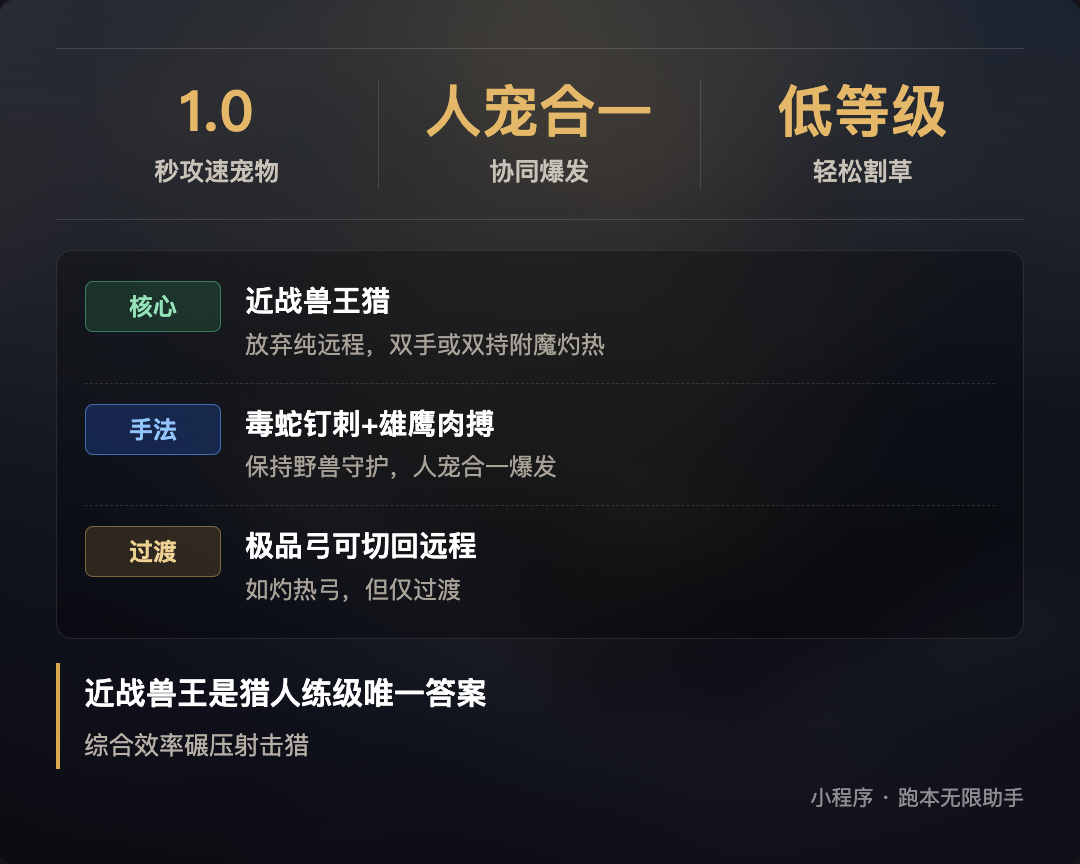 1.0
秒攻速宠物
人宠合一
协同爆发
低等级
轻松割草
核心
近战兽王猎
放弃纯远程，双手或双持附魔灼热
手法
毒蛇钉刺+雄鹰肉搏
保持野兽守护，人宠合一爆发
过渡
极品弓可切回远程
如灼热弓，但仅过渡
近战兽王是猎人练级唯一答案
综合效率碾压射击猎
小程序 · 跑本无限助手